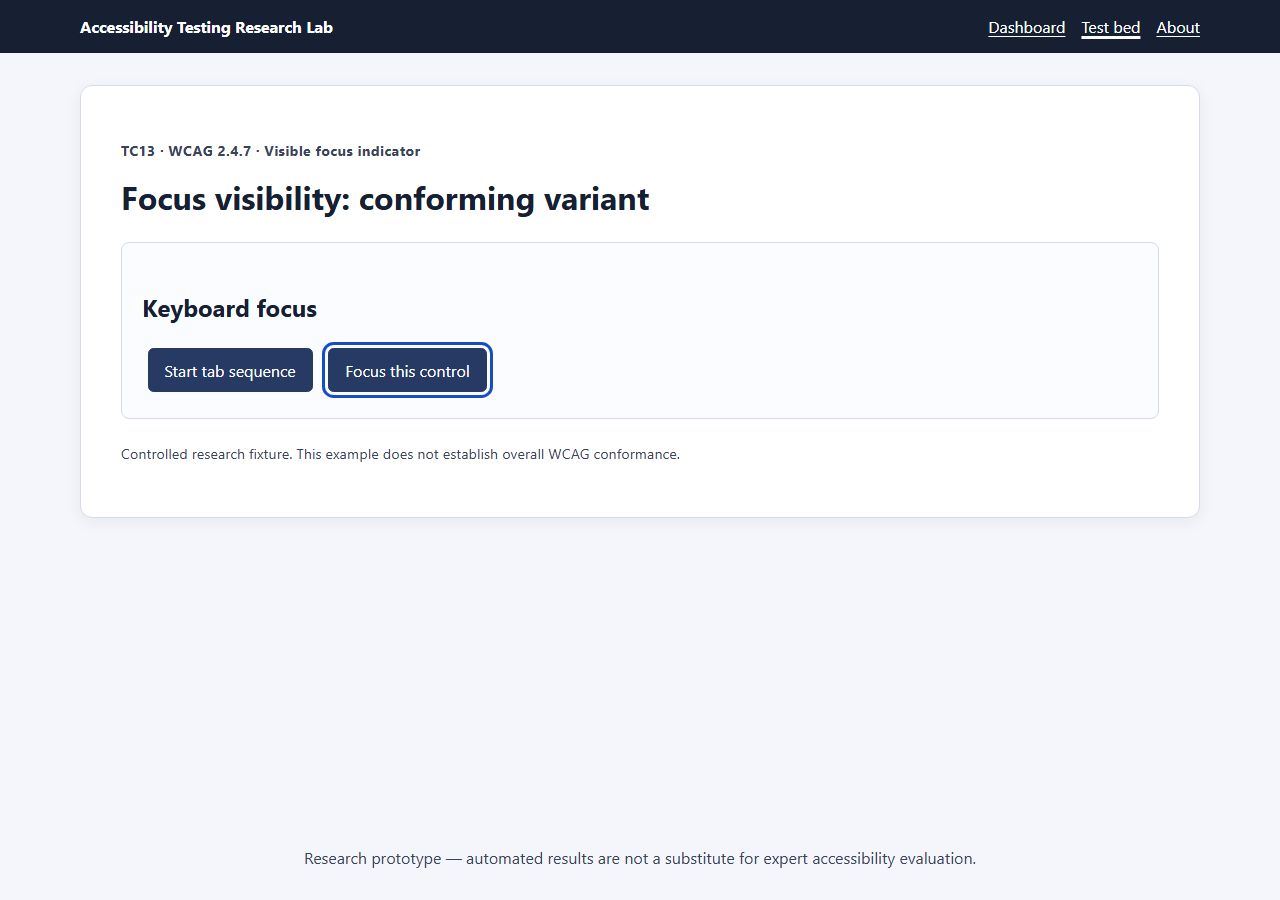 Accessibility Testing Research Lab
Dashboard Test bed About
TC13 · WCAG 2.4.7 · Visible focus indicator
Focus visibility: conforming variant
Keyboard focus
Start tab sequence Focus this control
Controlled research fixture. This example does not establish overall WCAG conformance.
Research prototype — automated results are not a substitute for expert accessibility evaluation.